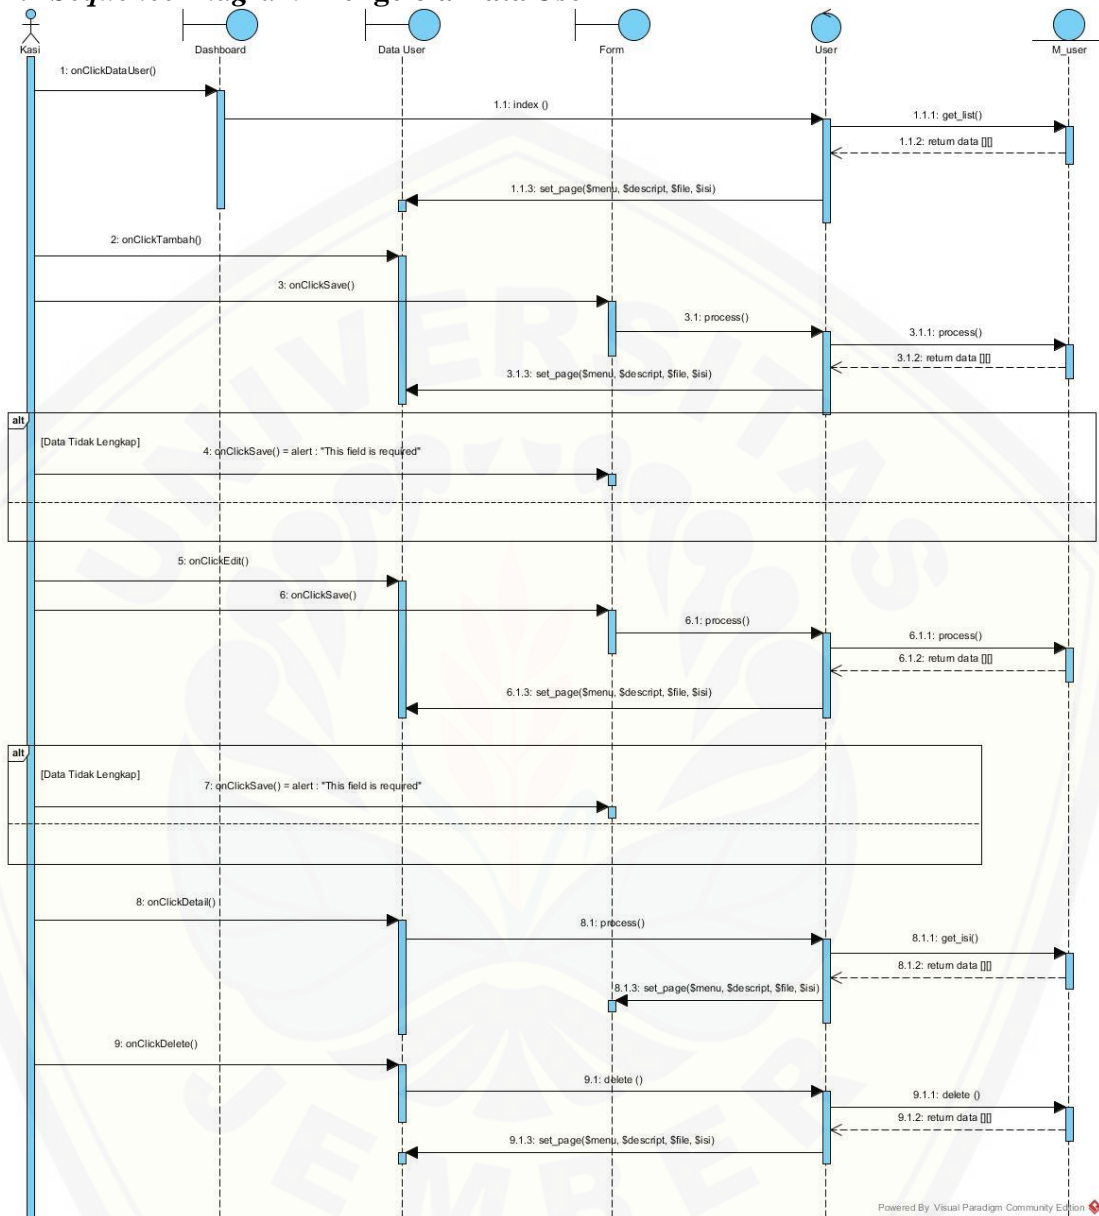 Kasi
Dashboard
Data User
Form
User
M_user
1: onClickDataUser()
1.1: index ()
1.1.1: get_list()
1.1.2: return data [][]
1.1.3: set_page($menu, $descript, $file, $isi)
2: onClickTambah()
3: onClickSave()
3.1: process()
3.1.1: process()
3.1.2: return data [][]
3.1.3: set_page($menu, $descript, $file, $isi)
alt
[Data Tidak Lengkap]
4: onClickSave() = alert : "This field is required"
5: onClickEdit()
6: onClickSave()
6.1: process()
6.1.1: process()
6.1.2: return data [][]
6.1.3: set_page($menu, $descript, $file, $isi)
alt
[Data Tidak Lengkap]
7: onClickSave() = alert : "This field is required"
8: onClickDetail()
8.1: process()
8.1.1: get_isi()
8.1.2: return data [][]
8.1.3: set_page($menu, $descript, $file, $isi)
9: onClickDelete()
9.1: delete ()
9.1.1: delete ()
9.1.2: return data [][]
9.1.3: set_page($menu, $descript, $file, $isi)
UNIVERSITAS
JEMBER
Powered By Visual Paradigm Community Edition